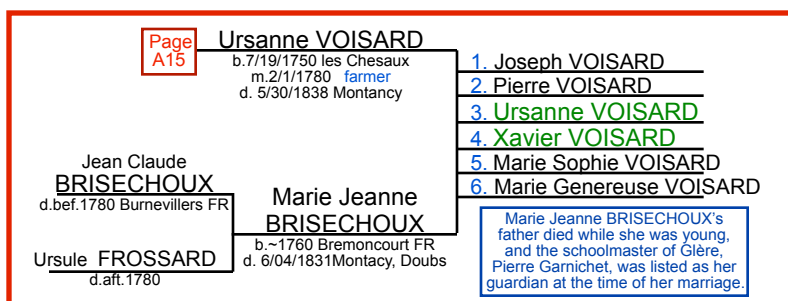 Page
A15
Ursanne VOISARD
b.7/19/1750 les Chesaux
m.2/1/1780 farmer
d. 5/30/1838 Montancy
1. Joseph VOISARD
2. Pierre VOISARD
3. Ursanne VOISARD
4. Xavier VOISARD
5. Marie Sophie VOISARD
6. Marie Genereuse VOISARD
Jean Claude
BRISECHOUX
d.bef.1780 Burnevillers FR
Marie Jeanne
BRISECHOUX
b.~1760 Bremoncourt FR
d. 6/04/1831Montacy, Doubs
Ursule FROSSARD
d.aft.1780
Marie Jeanne BRISECHOUX's
father died while she was young,
and the schoolmaster of Glère,
Pierre Garnichet, was listed as her
guardian at the time of her marriage.